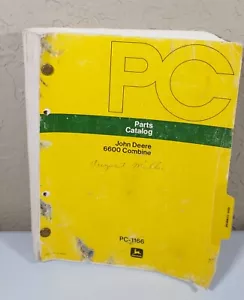 PC
Parts
Catalog
John Deere
6600 Combine
PC-1166